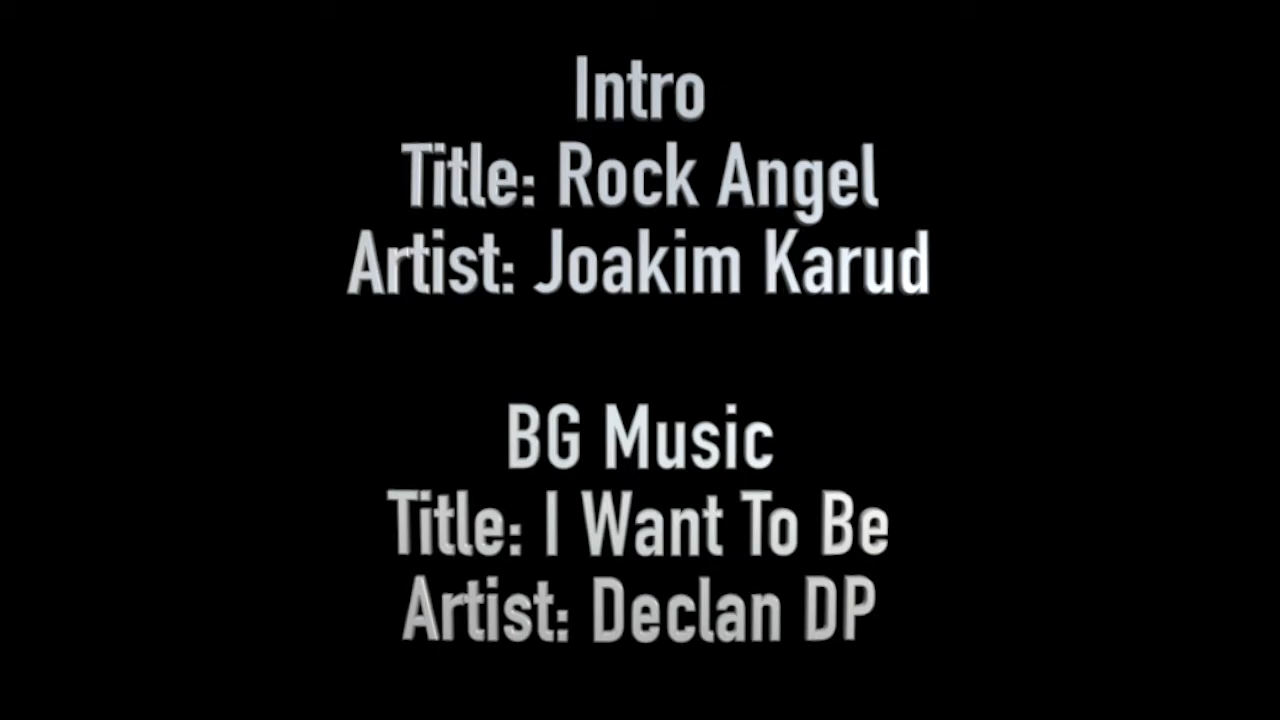 Intro
Title: Rock Angel
Artist: Joakim Karud
BG Music
Title: I Want To Be
Artist: Declan DP